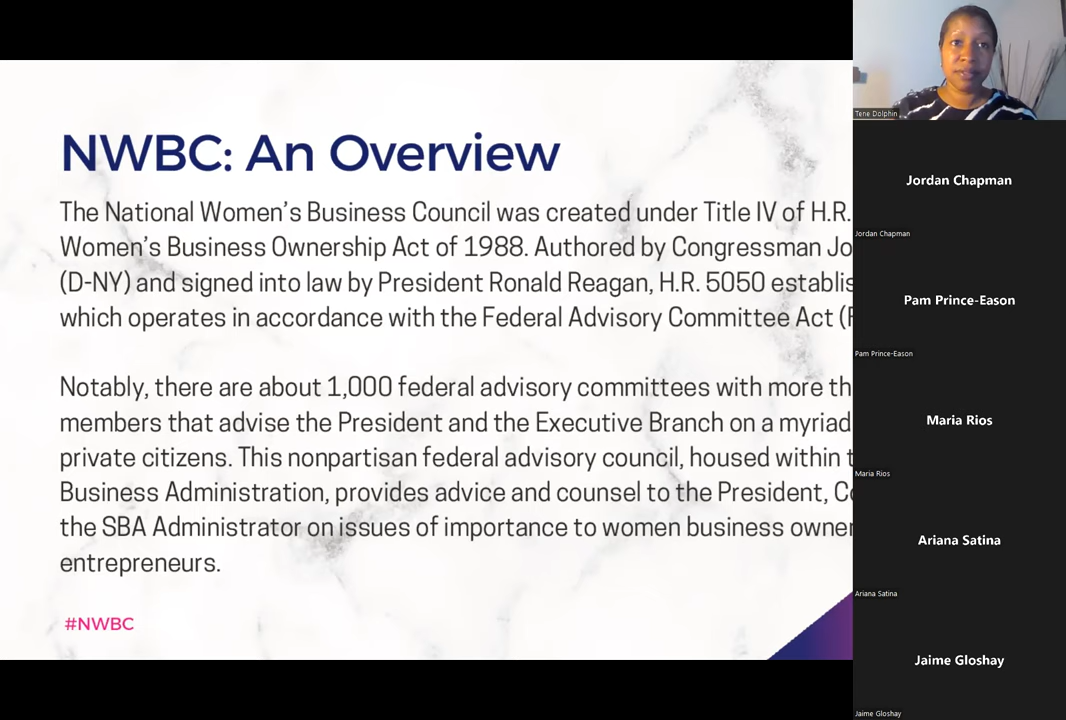 NWBC: An Overview
The National Women’s Business Council was created under Title IV of H.R.
Women’s Business Ownership Act of 1988. Authored by Congressman Jo
(D-NY) and signed into law by President Ronald Reagan, H.R. 5050 establis
which operates in accordance with the Federal Advisory Committee Act (F
Notably, there are about 1,000 federal advisory committees with more th
members that advise the President and the Executive Branch on a myriad
private citizens. This nonpartisan federal advisory council, housed within t
Business Administration, provides advice and counsel to the President, Co
the SBA Administrator on issues of importance to women business owner
entrepreneurs.
#NWBC
Tene Dolphin
Jordan Chapman
Jordan Chapman
Pam Prince-Eason
Pam Prince-Eason
Maria Rios
Maria Rios
Ariana Satina
Ariana Satina
Jaime Gloshay
Jaime Gloshay